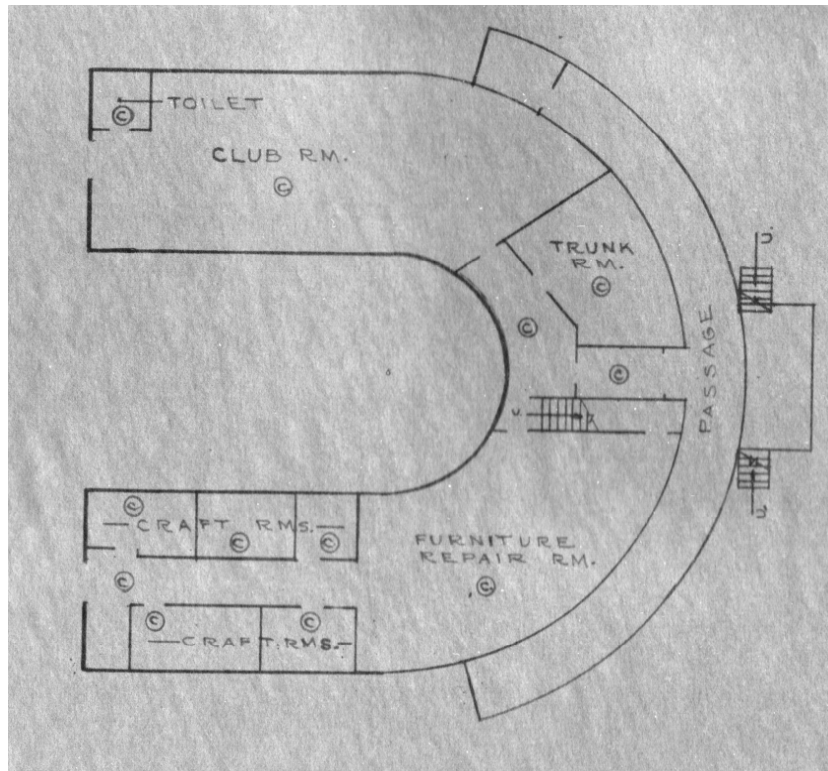 TOILET
©
CLUB RM.
©
TRUNK
RM.
©
U.
©
©
PASSAGE
U.
U.
©
CRAFT RMS.
©
©
FURNITURE
REPAIR RM.
©
©
©
©
CRAFT. RMS.